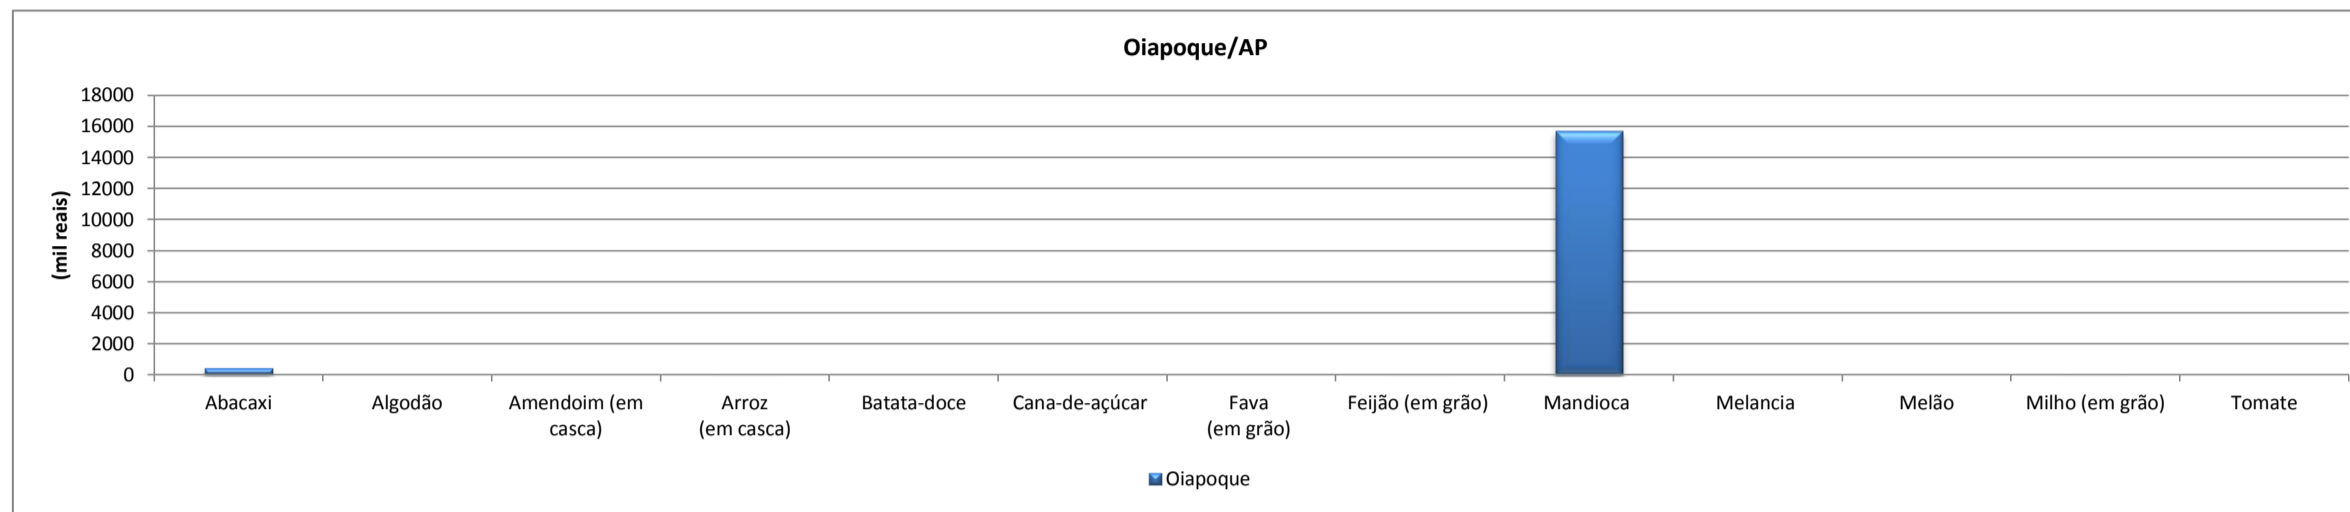 Oiapoque/AP
18000
16000
14000
12000
10000
8000
6000
4000
2000
0
(mil reais)
Abacaxi
Algodão
Amendoim (em
casca)
Arroz
(em casca)
Batata-doce
Cana-de-açúcar
Fava
(em grão)
Feijão (em grão)
Mandioca
Melancia
Melão
Milho (em grão)
Tomate
Oiapoque